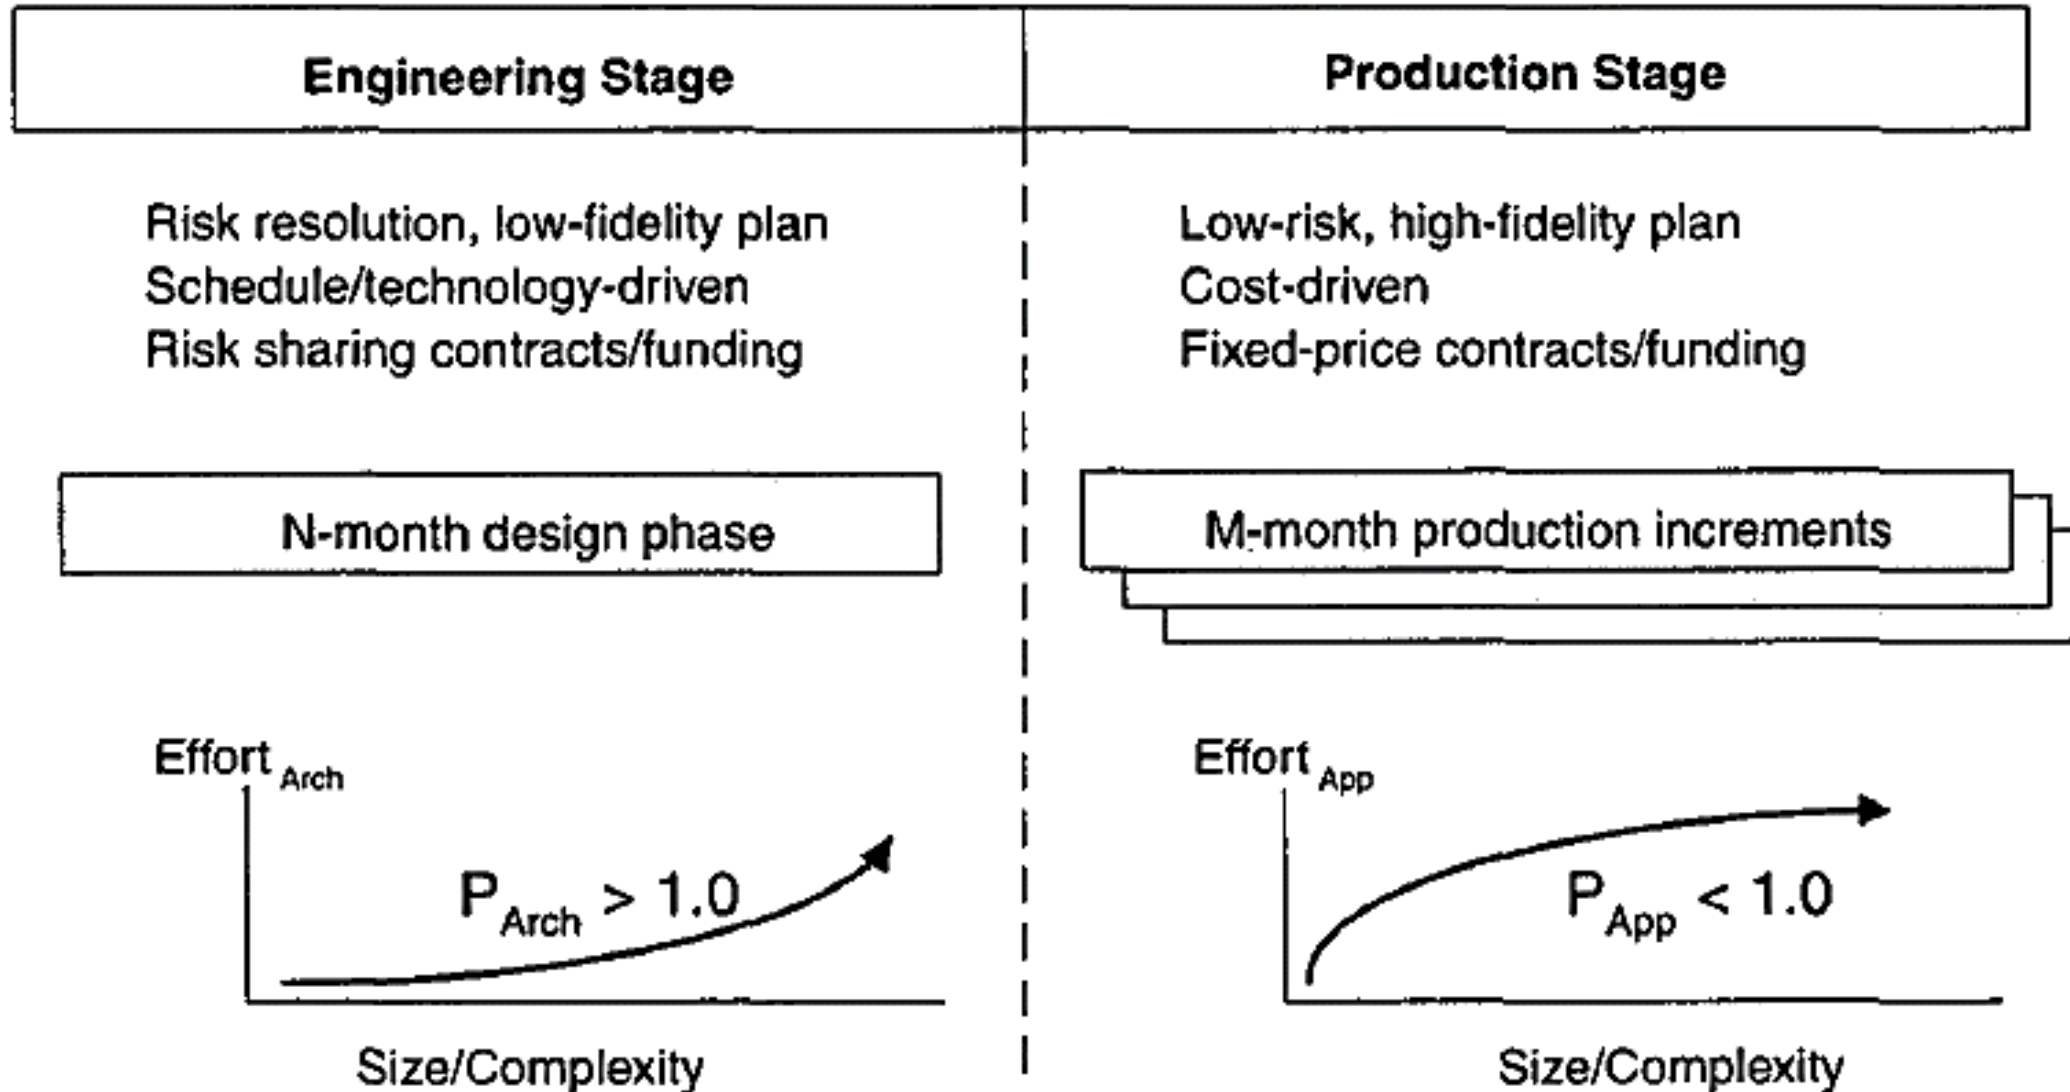 Engineering Stage
Production Stage
Risk resolution, low-fidelity plan
Schedule/technology-driven
Risk sharing contracts/funding
Low-risk, high-fidelity plan
Cost-driven
Fixed-price contracts/funding
N-month design phase
M-month production increments
Effort Arch
P Arch > 1.0
Size/Complexity
Effort App
P App < 1.0
Size/Complexity